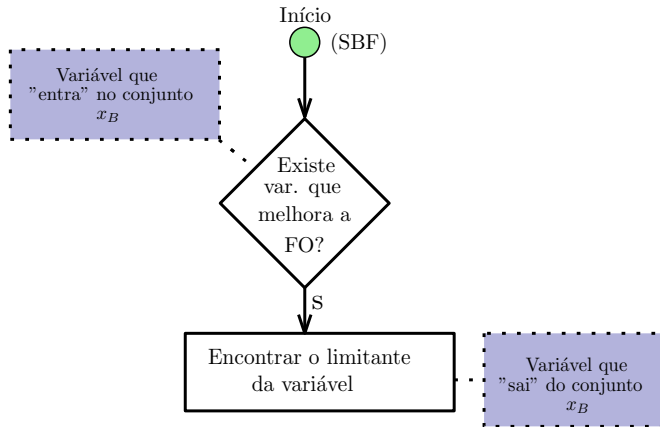 Início
(SBF)
Variável que
"entra" no conjunto
x_B
Existe
var. que
melhora a
FO?
S
Encontrar o limitante
da variável
Variável que
"sai" do conjunto
x_B